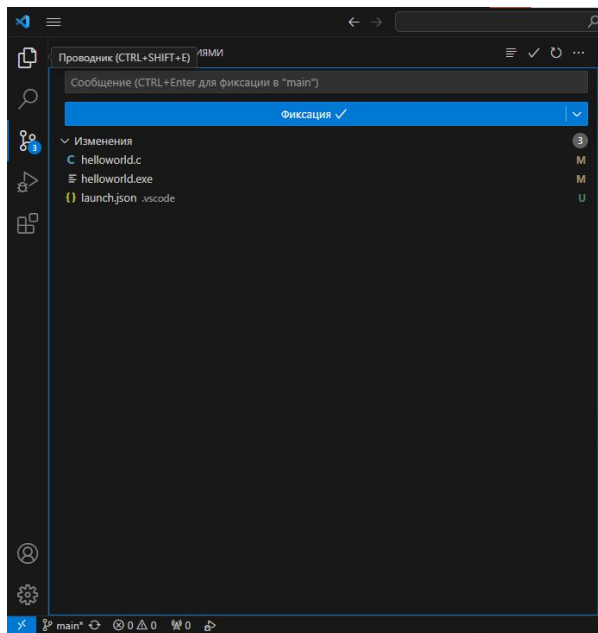 Проводник (CTRL+SHIFT+E)
Сообщение (CTRL+Enter для фиксации в "main")
Фиксация
3
Изменения 3
C helloworld.c M
helloworld.exe M
{} launch.json .vscode U
main* 0 0 0